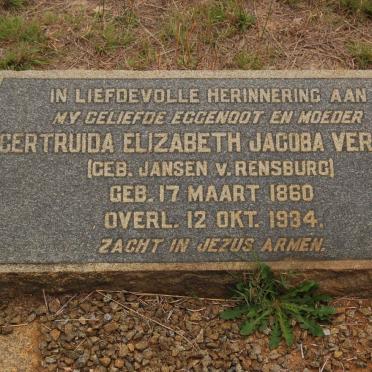 IN LIEFDEVOLLE HERINNERING AAN
MY GELIEFDE EGGENOOT EN MOEDER
GERTRUIDA ELIZABETH JACOBA VER
(GEB. JANSEN V. RENSBURG)
GEB. 17 MAART 1860
OVERL. 12 OKT. 1934.
ZACHT IN JEZUS ARMEN.